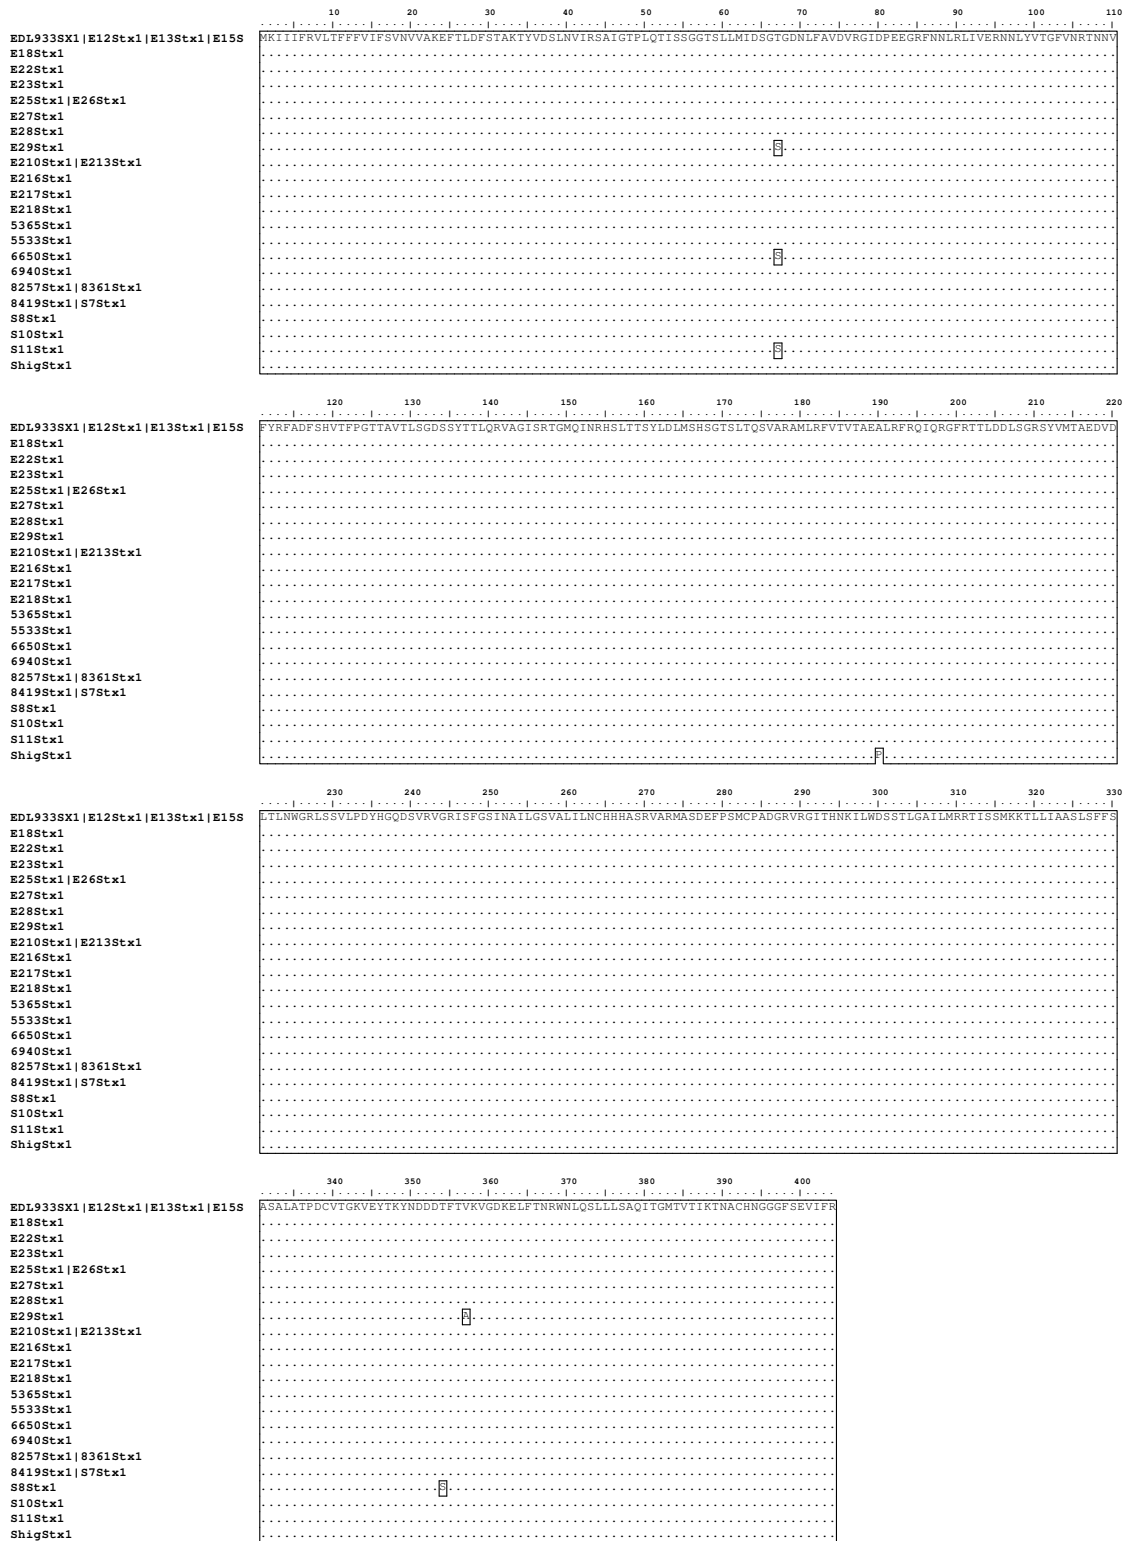 10 20 30 40 50 60 70 80 90 100 110
EDL933SX1|E12Stx1|E13Stx1|E15S MKIIIFRVLTFFFVIFSVNVVAKEFTLDFSTAKTYVDSLNVIRSAIGTPLQTISSGGTSLLMIDSGTGDNLFAVDVRGIDPEEGRFNNLRLIVERNNLYVTGFVNRTNNV
E18Stx1
E22Stx1
E23Stx1
E25Stx1|E26Stx1
E27Stx1
E28Stx1
E29Stx1 S
E210Stx1|E213Stx1
E216Stx1
E217Stx1
E218Stx1
5365Stx1
5533Stx1
6650Stx1 S
6940Stx1
8257Stx1|8361Stx1
8419Stx1|S7Stx1
S8Stx1
S10Stx1
S11Stx1 S
ShigStx1
120 130 140 150 160 170 180 190 200 210 220
EDL933SX1|E12Stx1|E13Stx1|E15S FYRFADFSHVTFPGTTAVTLSGDSSYTTLQRVAGISRTGMQINRHSLTTSYLDLMSHSGTSLTQSVARAMLRFVTVTAEALRFRQIQRGFRTTLDDLSGRSYVMTAEDVD
E18Stx1
E22Stx1
E23Stx1
E25Stx1|E26Stx1
E27Stx1
E28Stx1
E29Stx1
E210Stx1|E213Stx1
E216Stx1
E217Stx1
E218Stx1
5365Stx1
5533Stx1
6650Stx1
6940Stx1
8257Stx1|8361Stx1
8419Stx1|S7Stx1
S8Stx1
S10Stx1
S11Stx1
ShigStx1 P
230 240 250 260 270 280 290 300 310 320 330
EDL933SX1|E12Stx1|E13Stx1|E15S LTLNWGRLSSVLPDYHGQDSVRVGRISFGSINAILGSVALILNCHHHASRVARMASDEFPSMCPADGRVRGITHNKILWDSSTLGAILMRRTISSMKKTLLIAASLSFFS
E18Stx1
E22Stx1
E23Stx1
E25Stx1|E26Stx1
E27Stx1
E28Stx1
E29Stx1
E210Stx1|E213Stx1
E216Stx1
E217Stx1
E218Stx1
5365Stx1
5533Stx1
6650Stx1
6940Stx1
8257Stx1|8361Stx1
8419Stx1|S7Stx1
S8Stx1
S10Stx1
S11Stx1
ShigStx1
340 350 360 370 380 390 400
EDL933SX1|E12Stx1|E13Stx1|E15S ASALATPDCVTGKVEYTKYNDDDTFTVKVGDKELFTNRWNLQSLLLSAQITGMTVTIKTNACHNGGGFSEVIFR
E18Stx1
E22Stx1
E23Stx1
E25Stx1|E26Stx1
E27Stx1
E28Stx1
E29Stx1 A
E210Stx1|E213Stx1
E216Stx1
E217Stx1
E218Stx1
5365Stx1
5533Stx1
6650Stx1
6940Stx1
8257Stx1|8361Stx1
8419Stx1|S7Stx1
S8Stx1 S
S10Stx1
S11Stx1
ShigStx1